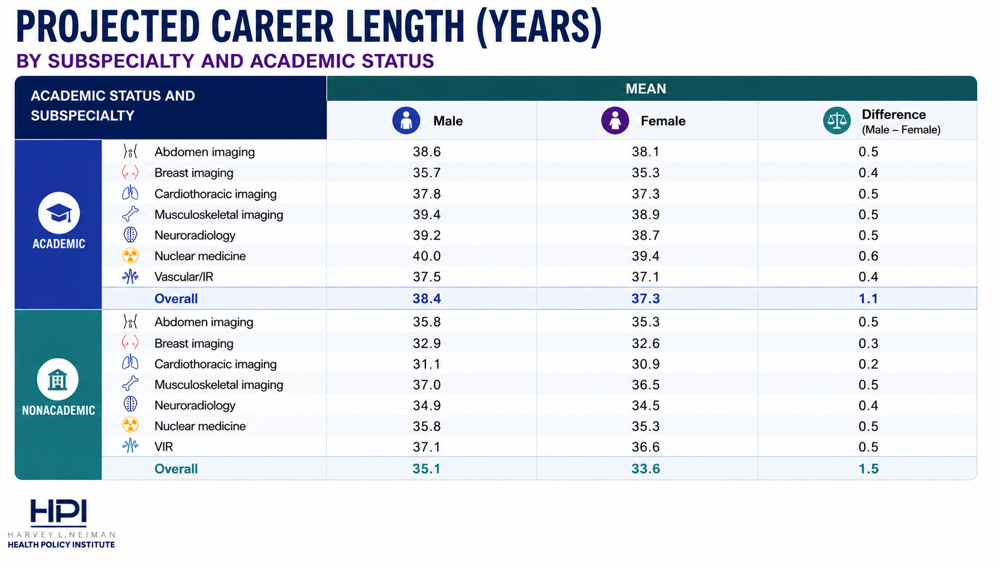 PROJECTED CAREER LENGTH (YEARS)
BY SUBSPECIALTY AND ACADEMIC STATUS
ACADEMIC STATUS AND
SUBSPECIALTY
MEAN
Male Female Difference
(Male – Female)
ACADEMIC
Abdomen imaging 38.6 38.1 0.5
Breast imaging 35.7 35.3 0.4
Cardiothoracic imaging 37.8 37.3 0.5
Musculoskeletal imaging 39.4 38.9 0.5
Neuroradiology 39.2 38.7 0.5
Nuclear medicine 40.0 39.4 0.6
Vascular/IR 37.5 37.1 0.4
Overall 38.4 37.3 1.1
NONACADEMIC
Abdomen imaging 35.8 35.3 0.5
Breast imaging 32.9 32.6 0.3
Cardiothoracic imaging 31.1 30.9 0.2
Musculoskeletal imaging 37.0 36.5 0.5
Neuroradiology 34.9 34.5 0.4
Nuclear medicine 35.8 35.3 0.5
VIR 37.1 36.6 0.5
Overall 35.1 33.6 1.5
HPI
HARVEY L. NEIMAN
HEALTH POLICY INSTITUTE